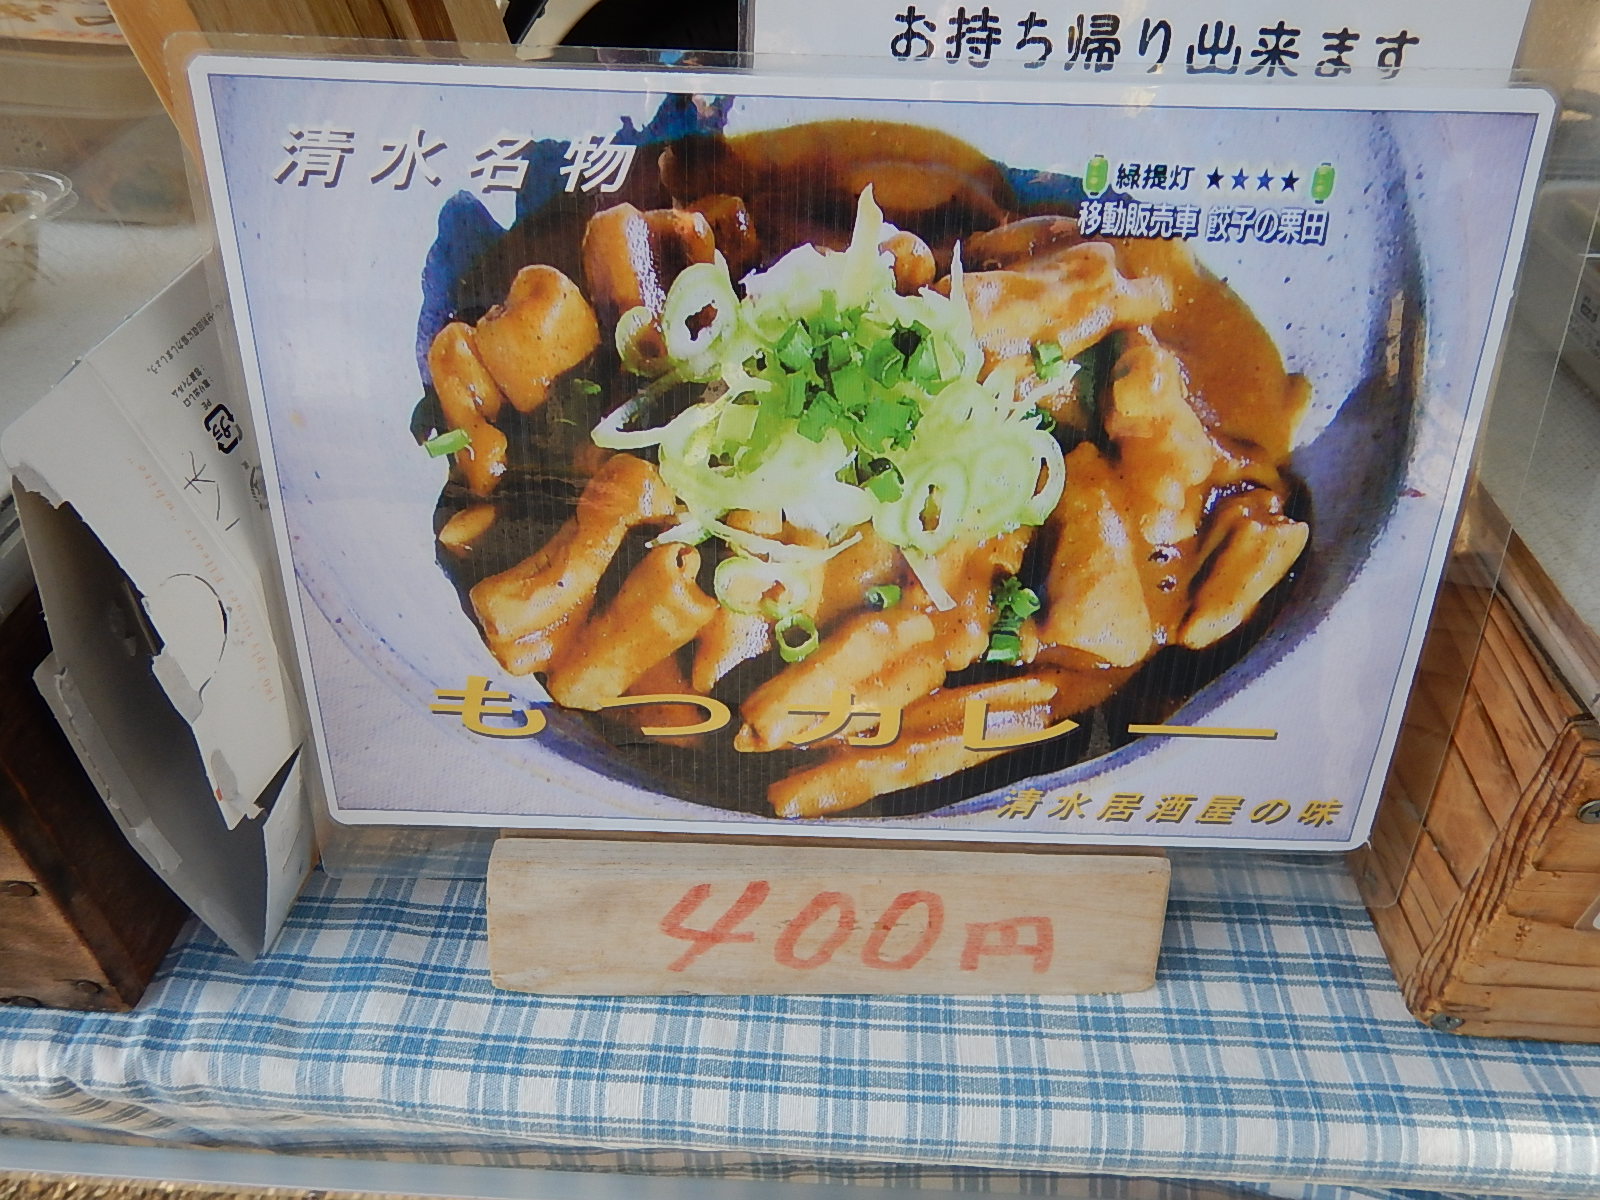 お持ち帰り出来ます
清水名物
緑提灯 ★★★★
移動販売車 餃子の栗田
もつカレー
清水居酒屋の味
400円
PE